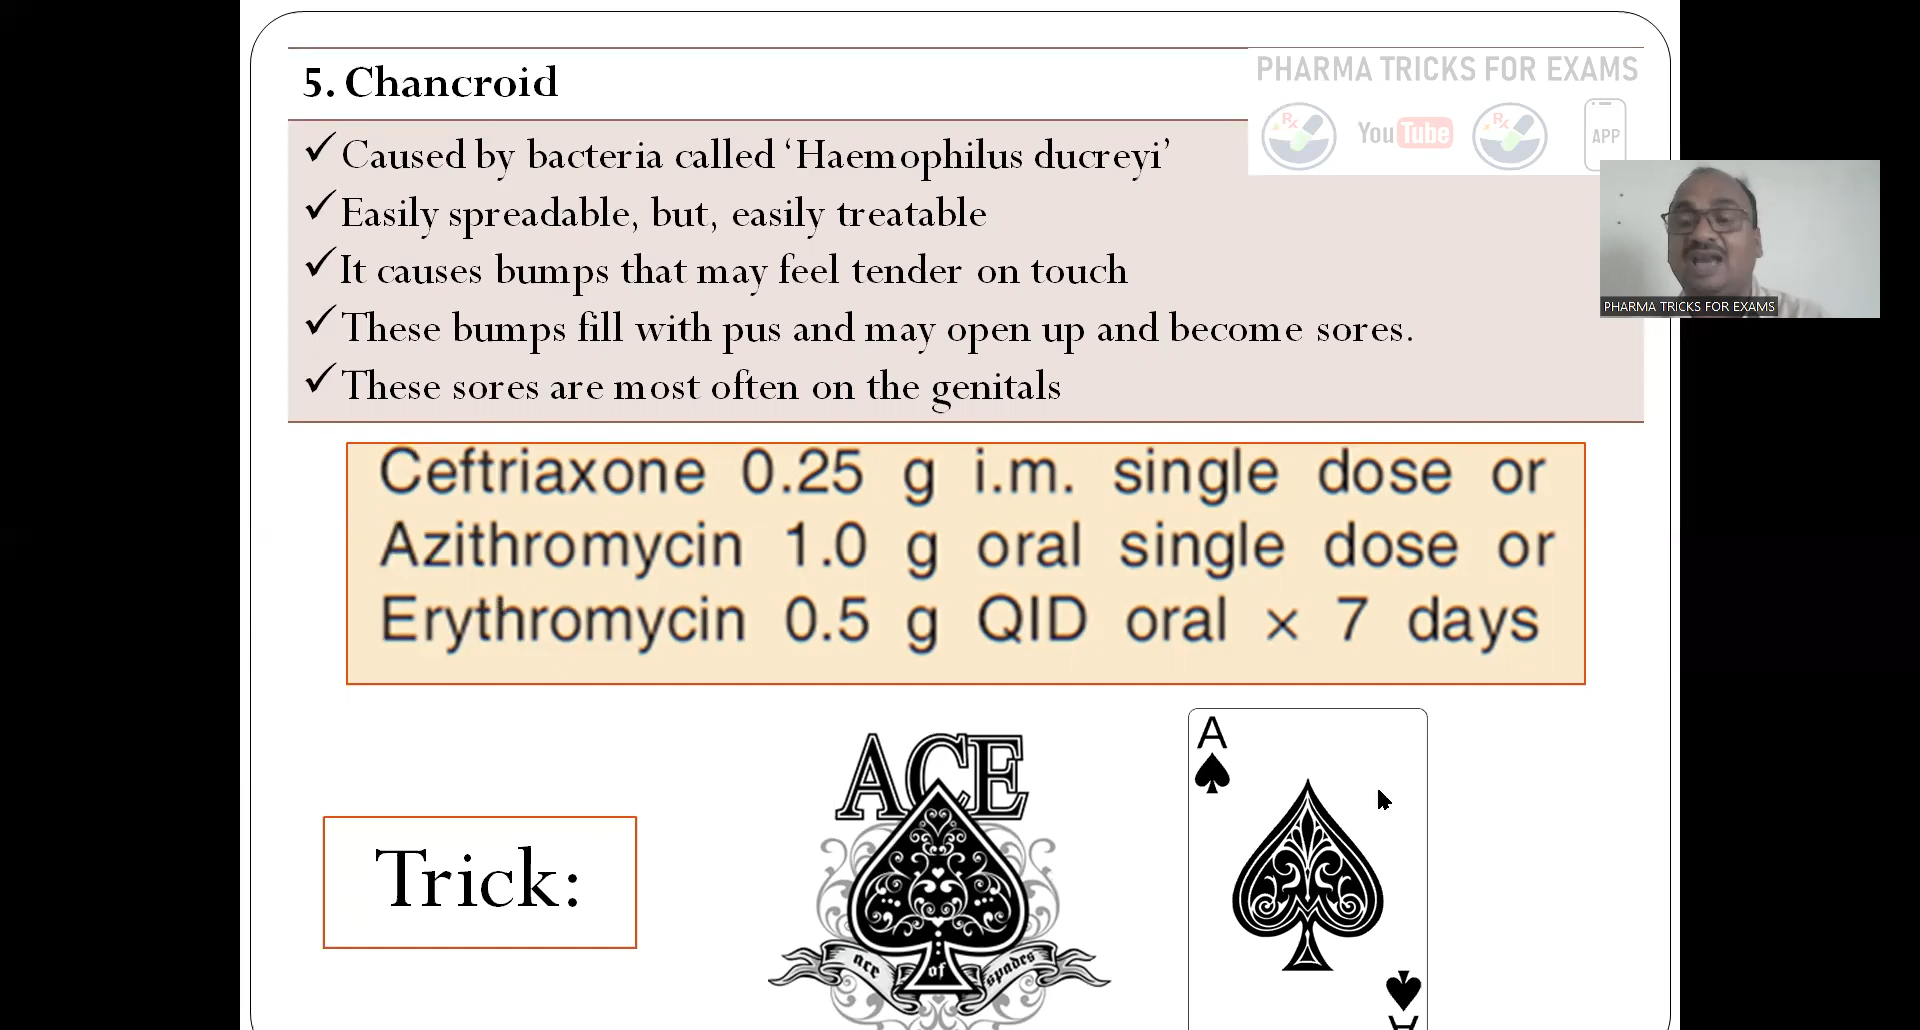 5. Chancroid
PHARMA TRICKS FOR EXAMS
Rx YouTube Rx APP
✓Caused by bacteria called ‘Haemophilus ducreyi’
✓Easily spreadable, but, easily treatable
✓It causes bumps that may feel tender on touch
✓These bumps fill with pus and may open up and become sores.
✓These sores are most often on the genitals
PHARMA TRICKS FOR EXAMS
Ceftriaxone 0.25 g i.m. single dose or
Azithromycin 1.0 g oral single dose or
Erythromycin 0.5 g QID oral × 7 days
Trick:
ACE
ace of spades
A
A